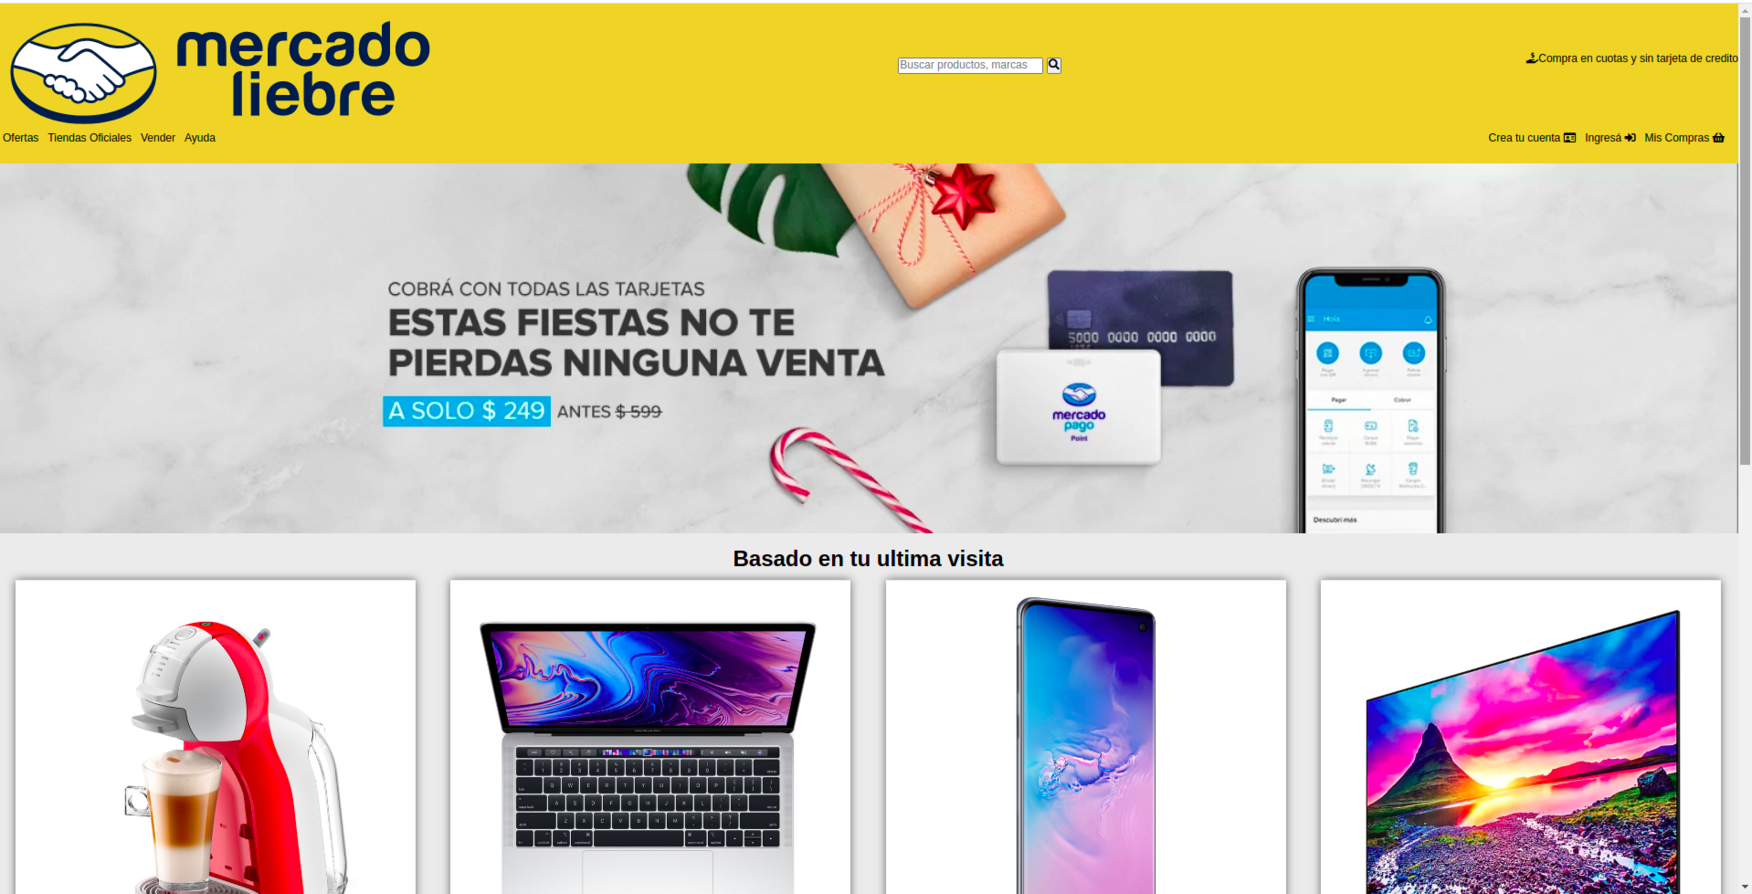 mercado
liebre
Buscar productos, marcas
Compra en cuotas y sin tarjeta de credito
Ofertas Tiendas Oficiales Vender Ayuda
Crea tu cuenta Ingresá Mis Compras
COBRÁ CON TODAS LAS TARJETAS
ESTAS FIESTAS NO TE
PIERDAS NINGUNA VENTA
A SOLO $ 249 ANTES $ 599
5000 0000 0000 0000
mercado
pago
Point
Hola
Pagar Cobrar
Descubrí más
Basado en tu ultima visita